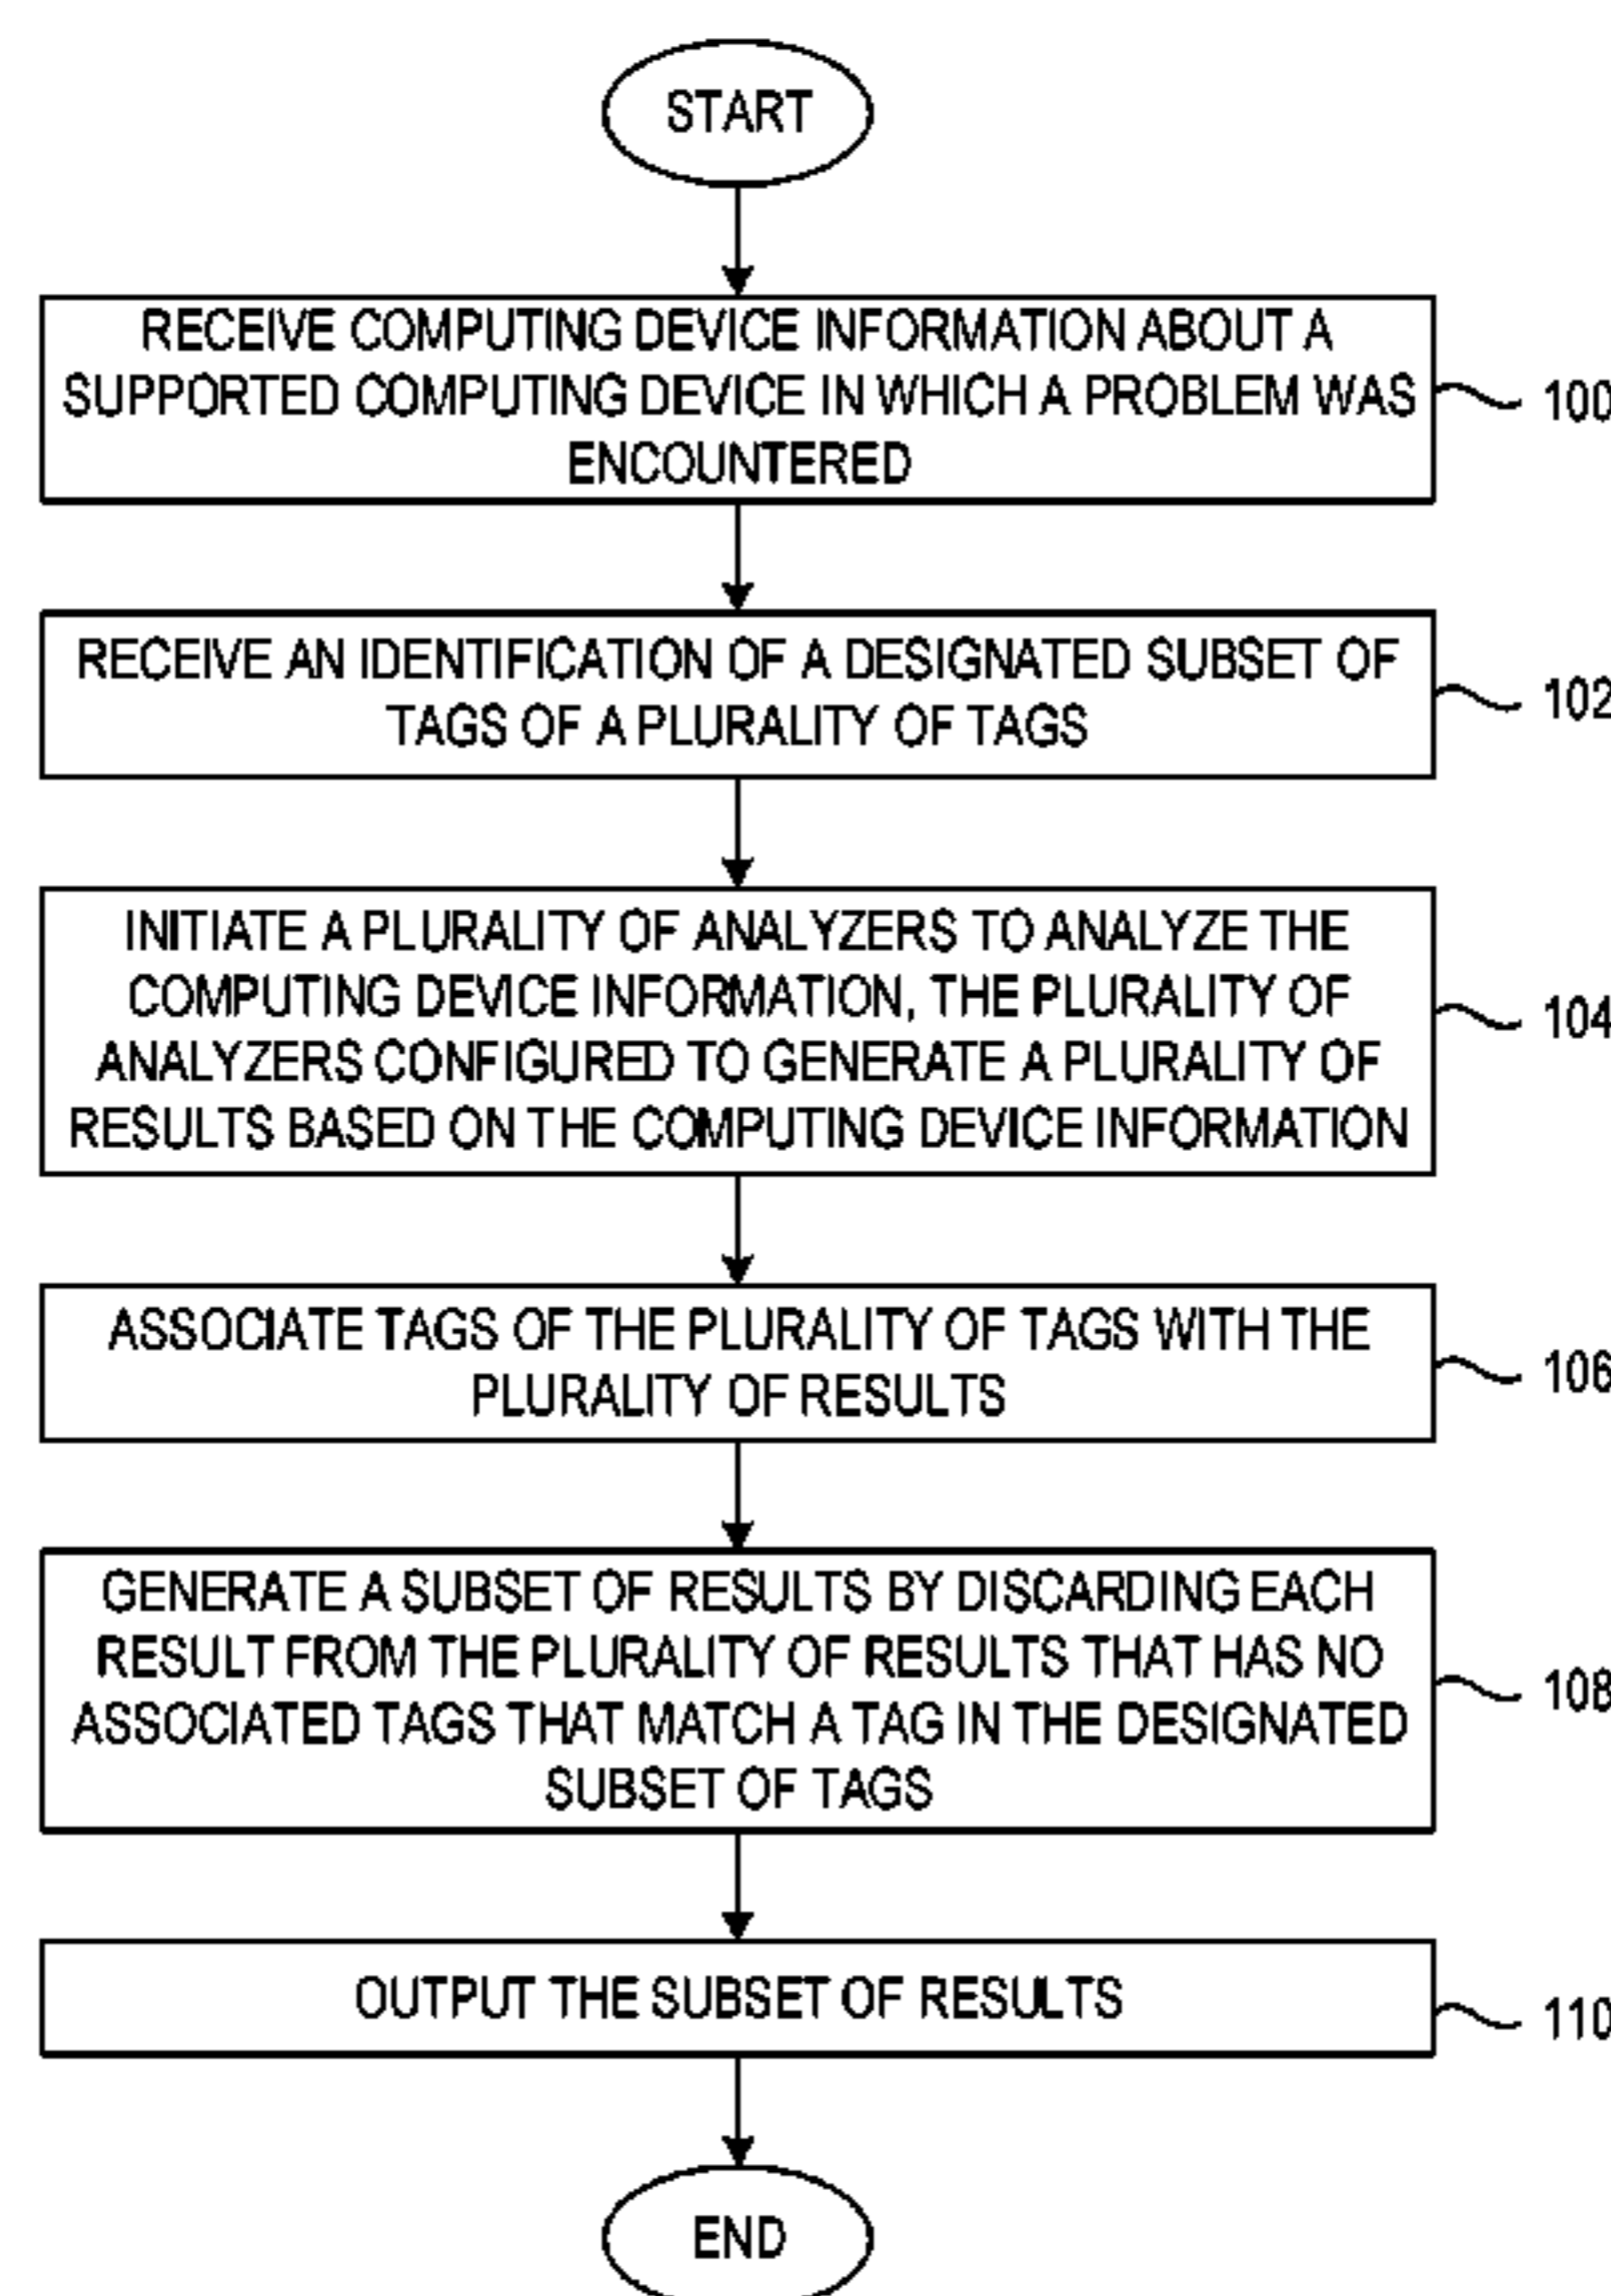 START
RECEIVE COMPUTING DEVICE INFORMATION ABOUT A
SUPPORTED COMPUTING DEVICE IN WHICH A PROBLEM WAS
ENCOUNTERED
100
RECEIVE AN IDENTIFICATION OF A DESIGNATED SUBSET OF
TAGS OF A PLURALITY OF TAGS
102
INITIATE A PLURALITY OF ANALYZERS TO ANALYZE THE
COMPUTING DEVICE INFORMATION, THE PLURALITY OF
ANALYZERS CONFIGURED TO GENERATE A PLURALITY OF
RESULTS BASED ON THE COMPUTING DEVICE INFORMATION
104
ASSOCIATE TAGS OF THE PLURALITY OF TAGS WITH THE
PLURALITY OF RESULTS
106
GENERATE A SUBSET OF RESULTS BY DISCARDING EACH
RESULT FROM THE PLURALITY OF RESULTS THAT HAS NO
ASSOCIATED TAGS THAT MATCH A TAG IN THE DESIGNATED
SUBSET OF TAGS
108
OUTPUT THE SUBSET OF RESULTS
110
END